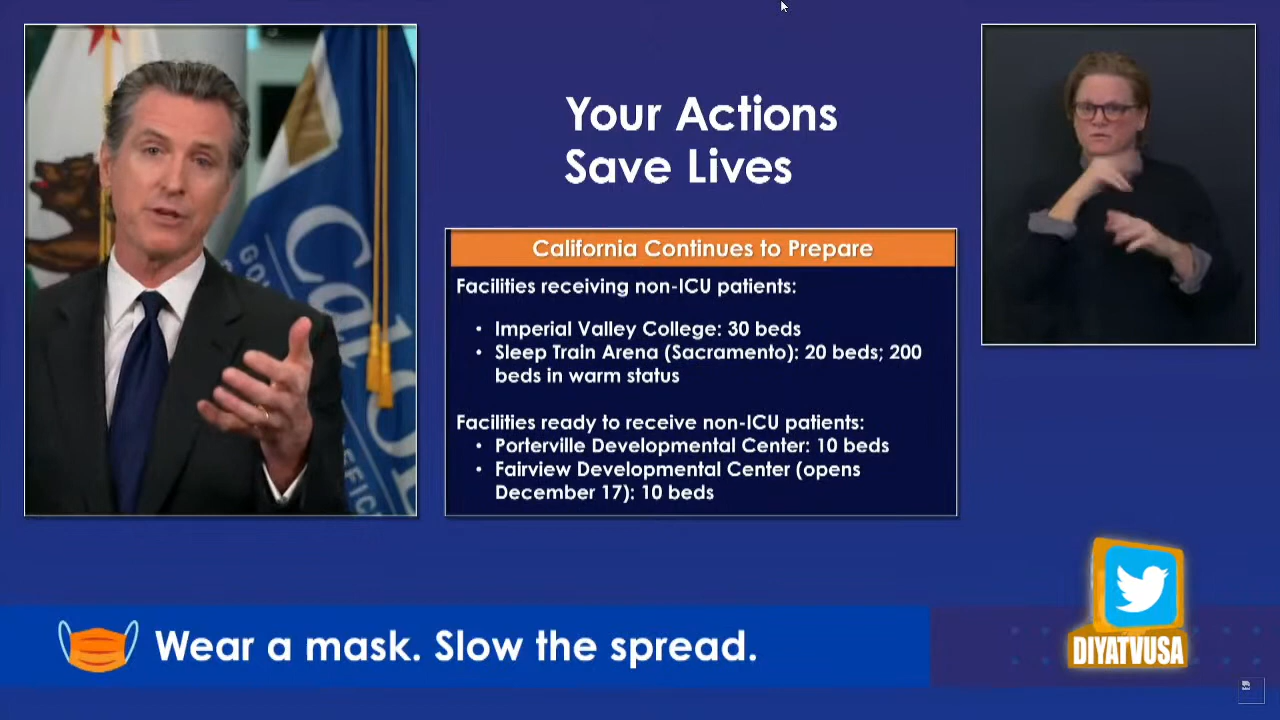 Your Actions
Save Lives
California Continues to Prepare
Facilities receiving non-ICU patients:
• Imperial Valley College: 30 beds
• Sleep Train Arena (Sacramento): 20 beds; 200
beds in warm status
Facilities ready to receive non-ICU patients:
• Porterville Developmental Center: 10 beds
• Fairview Developmental Center (opens
December 17): 10 beds
Wear a mask. Slow the spread.
DIYATVUSA